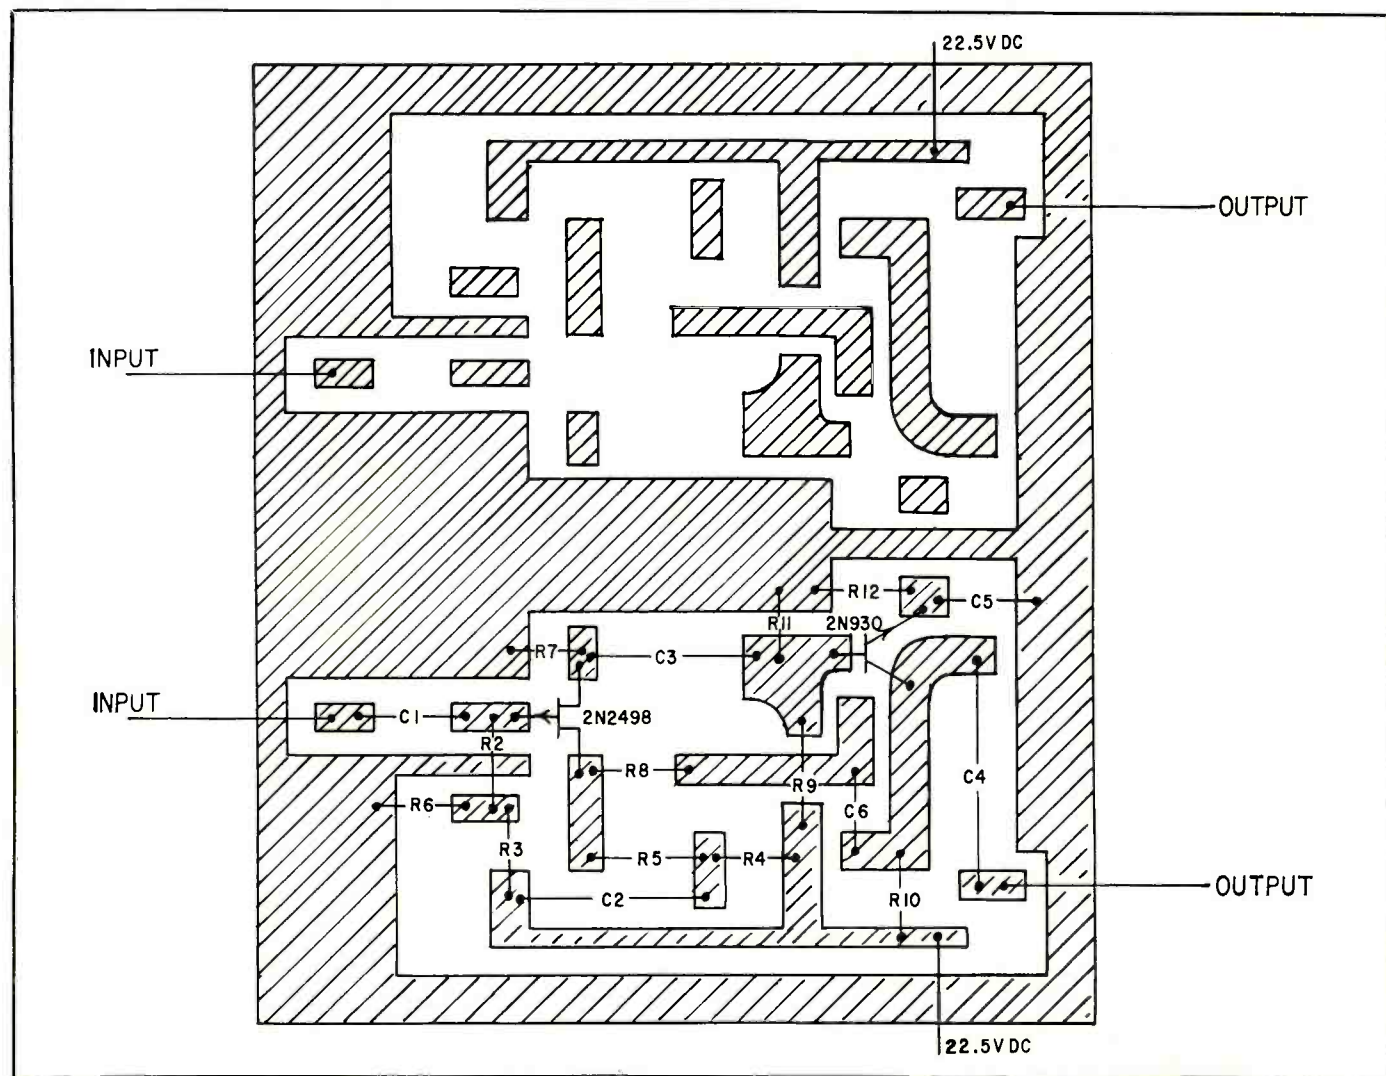 22.5V DC
OUTPUT
INPUT
R12
C5
R11
2N930
R7
C3
INPUT
C1
2N2498
R2
R8
C4
R9
R6
C6
R3
R5
R4
OUTPUT
C2
R10
22.5V DC